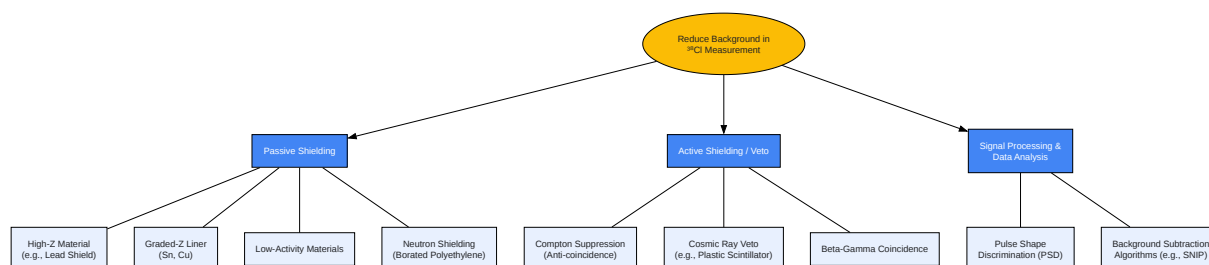 Reduce Background in
³⁸Cl Measurement
Passive Shielding
Active Shielding / Veto
Signal Processing &
Data Analysis
High-Z Material
(e.g., Lead Shield)
Graded-Z Liner
(Sn, Cu)
Low-Activity Materials
Neutron Shielding
(Borated Polyethylene)
Compton Suppression
(Anti-coincidence)
Cosmic Ray Veto
(e.g., Plastic Scintillator)
Beta-Gamma Coincidence
Pulse Shape
Discrimination (PSD)
Background Subtraction
Algorithms (e.g., SNIP)